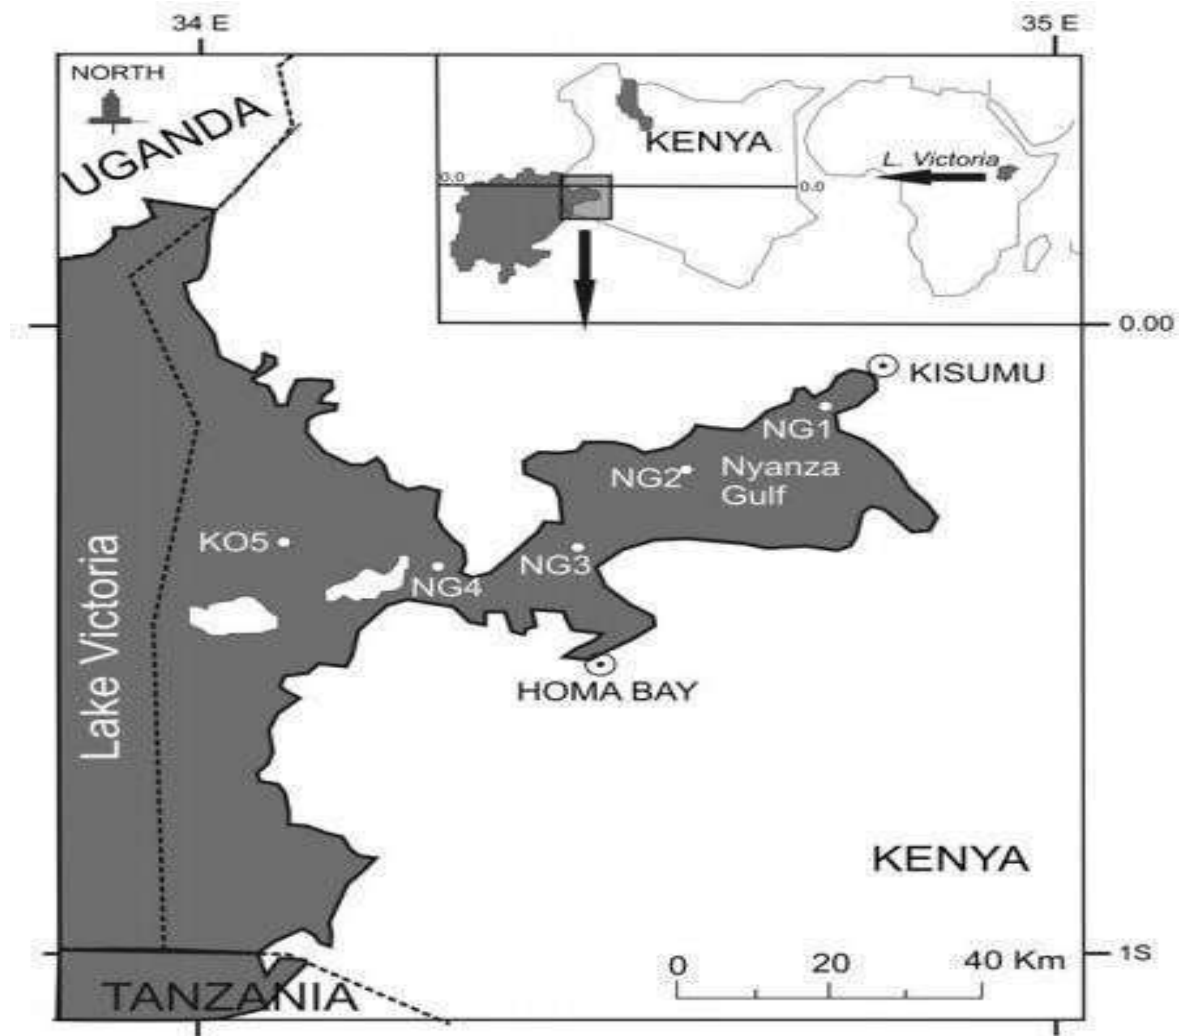 34 E
35 E
NORTH
UGANDA
KENYA
L. Victoria
0.0
0.0
0.00
KISUMU
NG1
NG2
Nyanza
Gulf
KO5
NG3
NG4
Lake Victoria
HOMA BAY
KENYA
1S
0
20
40 Km
TANZANIA